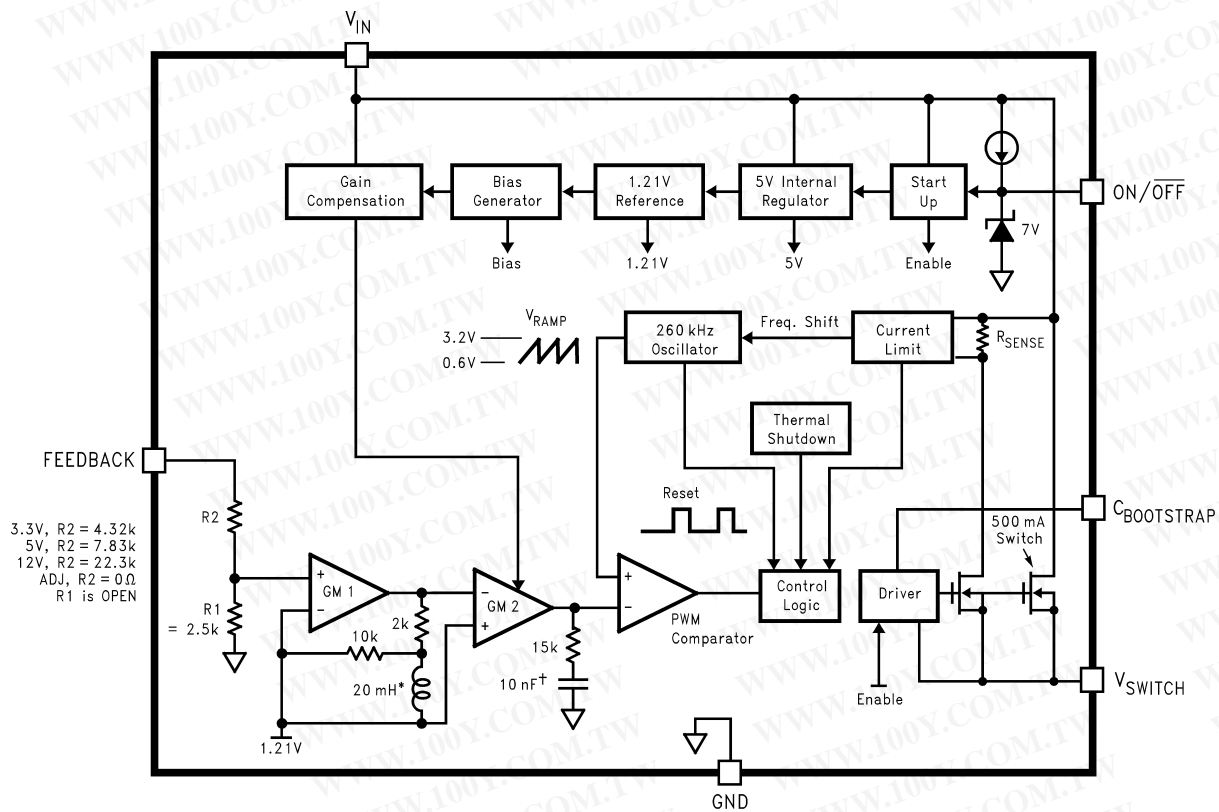 V_IN
Gain
Compensation
Bias
Generator
1.21V
Reference
5V Internal
Regulator
Start
Up
ON/OFF
7V
Bias
1.21V
5V
Enable
V_RAMP
3.2V
0.6V
260 kHz
Oscillator
Freq. Shift
Current
Limit
R_SENSE
Thermal
Shutdown
FEEDBACK
Reset
R2
3.3V, R2 = 4.32k
5V, R2 = 7.83k
12V, R2 = 22.3k
ADJ, R2 = 0Ω
R1 is OPEN
R1
= 2.5k
500 mA
Switch
C_BOOTSTRAP
+
GM 1
−
2k
10k
20 mH*
1.21V
−
GM 2
+
15k
10 nF†
+
−
PWM
Comparator
Control
Logic
Driver
Enable
V_SWITCH
GND
WWW.100Y.COM.TW